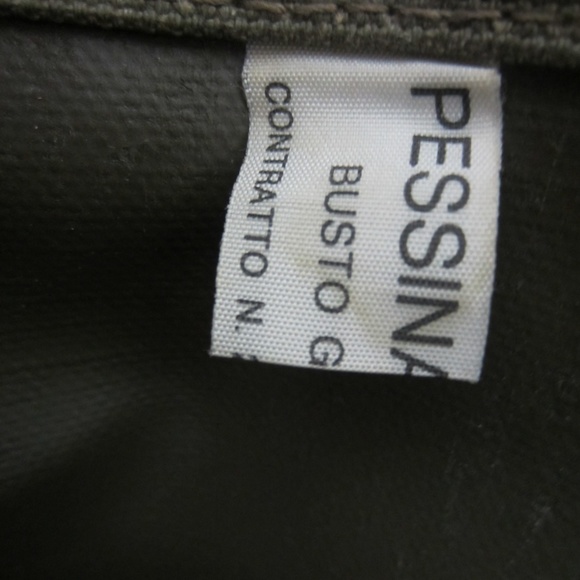 PESSINA
BUSTO G
CONTRATTO N.